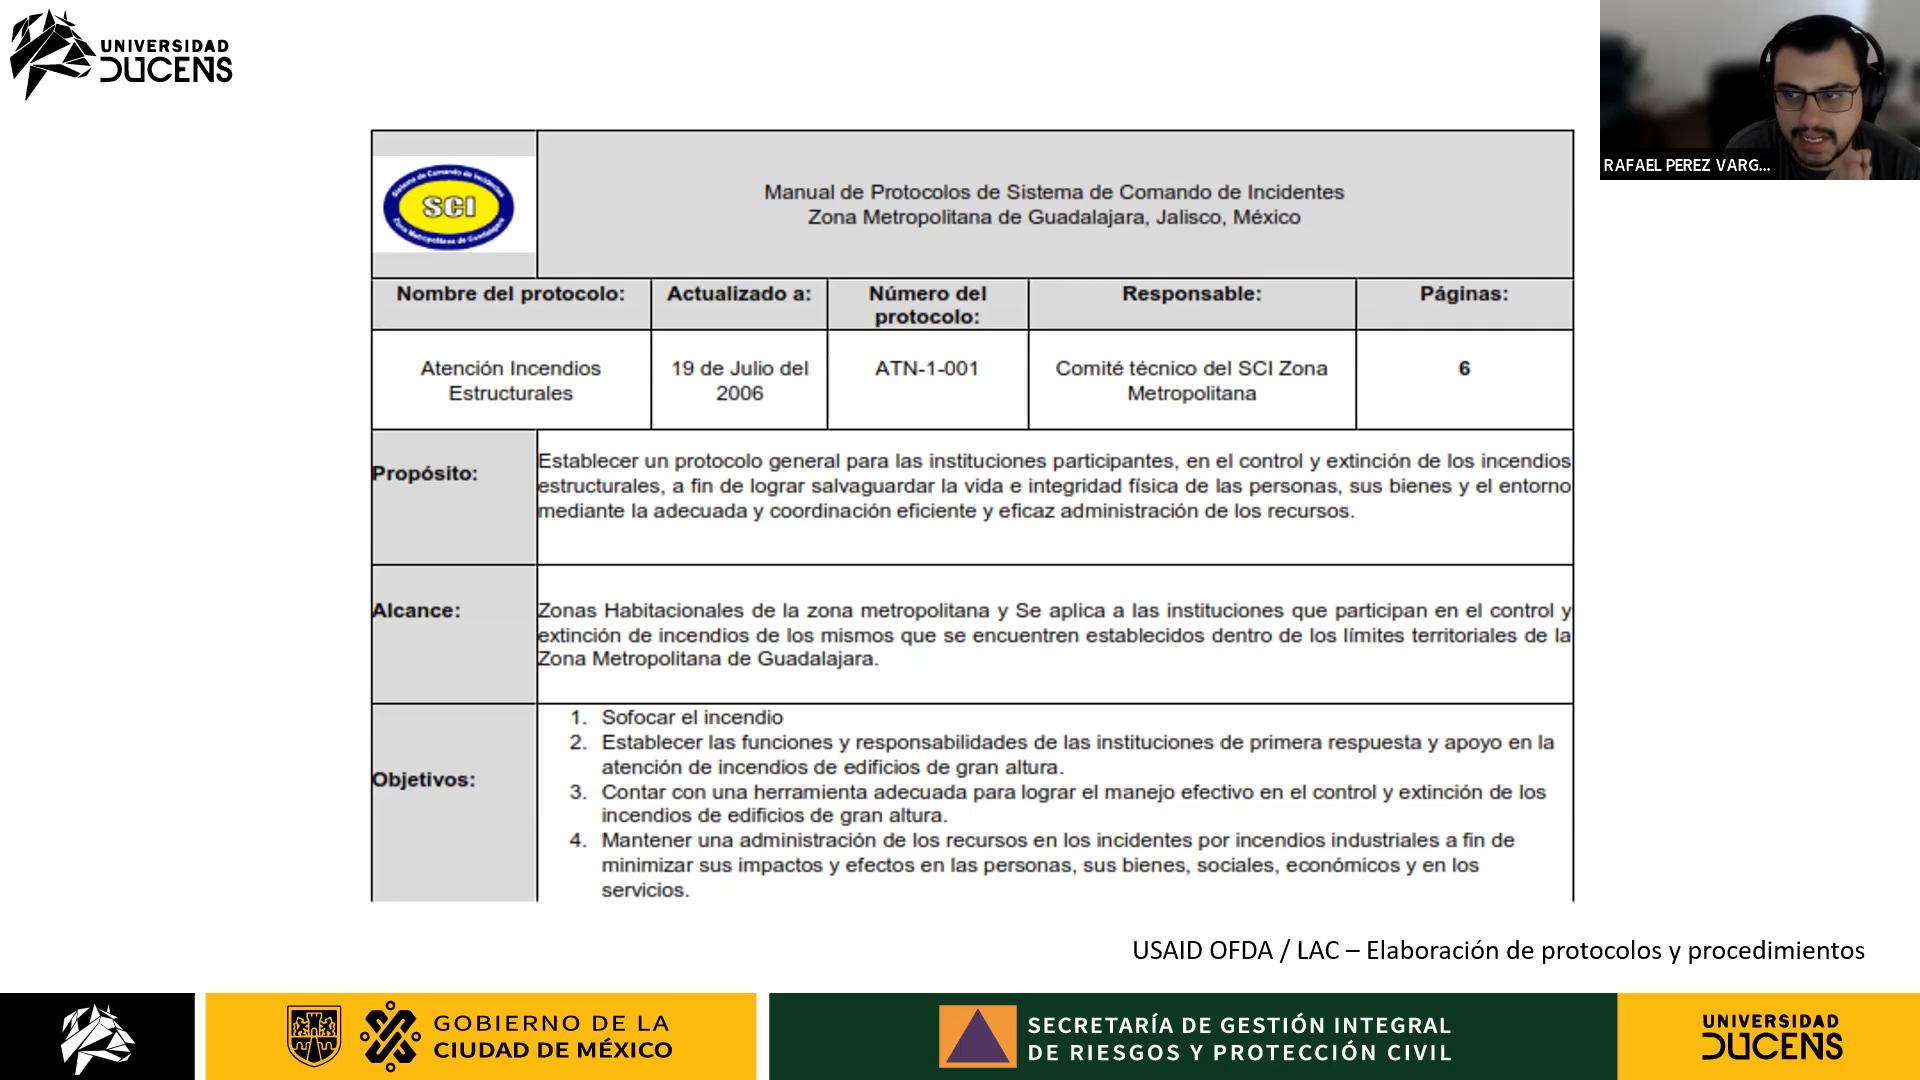 UNIVERSIDAD
DUCENS
RAFAEL PEREZ VARG...
Sistema de Comando de Incidentes
SCI
Zona Metropolitana de Guadalajara
Manual de Protocolos de Sistema de Comando de Incidentes
Zona Metropolitana de Guadalajara, Jalisco, México
Nombre del protocolo:
Actualizado a:
Número del
protocolo:
Responsable:
Páginas:
Atención Incendios
Estructurales
19 de Julio del
2006
ATN-1-001
Comité técnico del SCI Zona
Metropolitana
6
Propósito:
Establecer un protocolo general para las instituciones participantes, en el control y extinción de los incendios
estructurales, a fin de lograr salvaguardar la vida e integridad física de las personas, sus bienes y el entorno
mediante la adecuada y coordinación eficiente y eficaz administración de los recursos.
Alcance:
Zonas Habitacionales de la zona metropolitana y Se aplica a las instituciones que participan en el control y
extinción de incendios de los mismos que se encuentren establecidos dentro de los límites territoriales de la
Zona Metropolitana de Guadalajara.
Objetivos:
1. Sofocar el incendio
2. Establecer las funciones y responsabilidades de las instituciones de primera respuesta y apoyo en la
atención de incendios de edificios de gran altura.
3. Contar con una herramienta adecuada para lograr el manejo efectivo en el control y extinción de los
incendios de edificios de gran altura.
4. Mantener una administración de los recursos en los incidentes por incendios industriales a fin de
minimizar sus impactos y efectos en las personas, sus bienes, sociales, económicos y en los
servicios.
USAID OFDA / LAC – Elaboración de protocolos y procedimientos
GOBIERNO DE LA
CIUDAD DE MÉXICO
SECRETARÍA DE GESTIÓN INTEGRAL
DE RIESGOS Y PROTECCIÓN CIVIL
UNIVERSIDAD
DUCENS